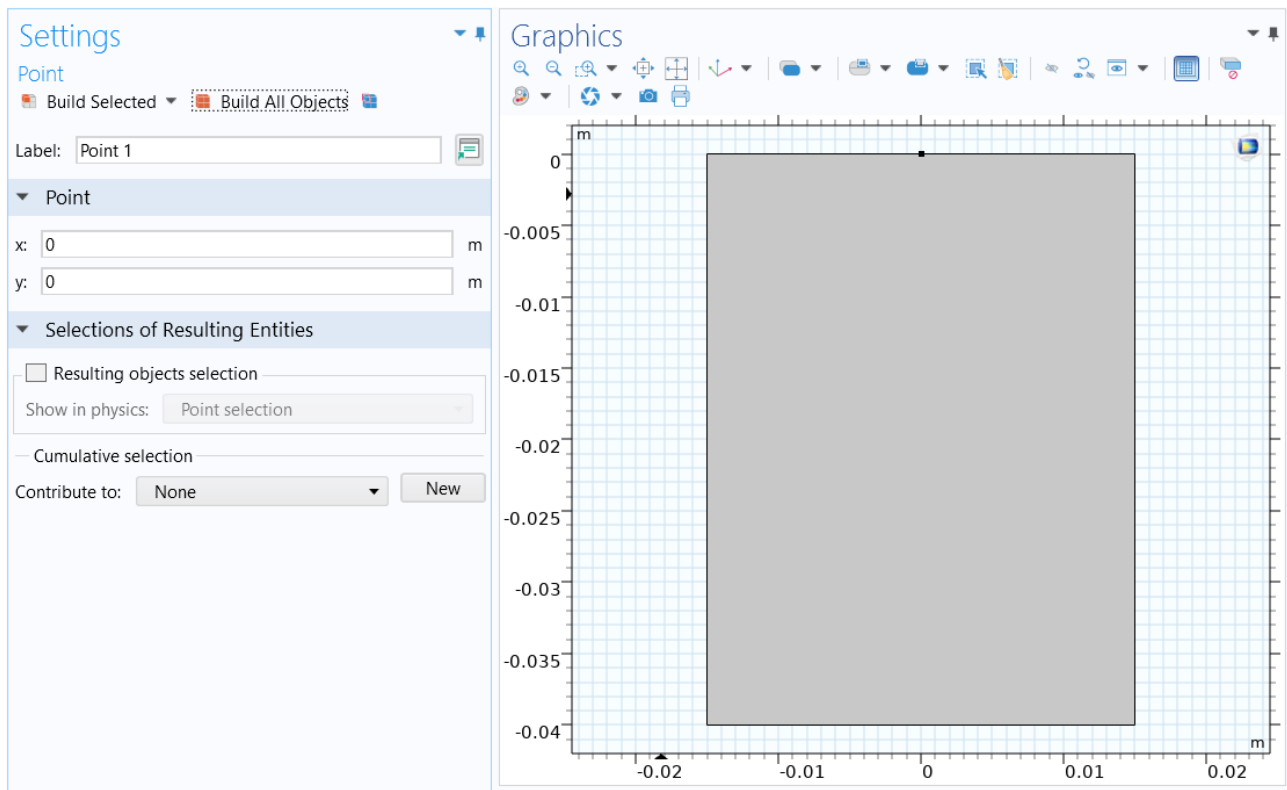 Settings
Point
Build Selected
Build All Objects
Label: Point 1
Point
x: 0 m
y: 0 m
Selections of Resulting Entities
Resulting objects selection
Show in physics: Point selection
Cumulative selection
Contribute to: None New
Graphics
m
0
-0.005
-0.01
-0.015
-0.02
-0.025
-0.03
-0.035
-0.04
m
-0.02 -0.01 0 0.01 0.02